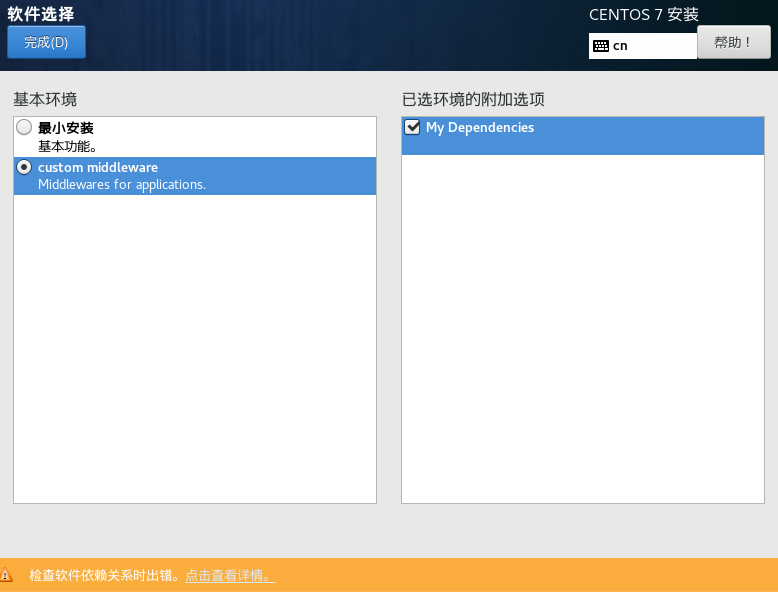 软件选择
CENTOS 7 安装
完成(D)
cn
帮助！
基本环境
已选环境的附加选项
最小安装
基本功能。
custom middleware
Middlewares for applications.
My Dependencies
检查软件依赖关系时出错。点击查看详情。